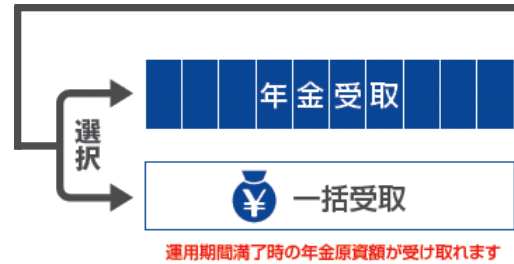 年金受取
選択
¥ 一括受取
運用期間満了時の年金原資額が受け取れます